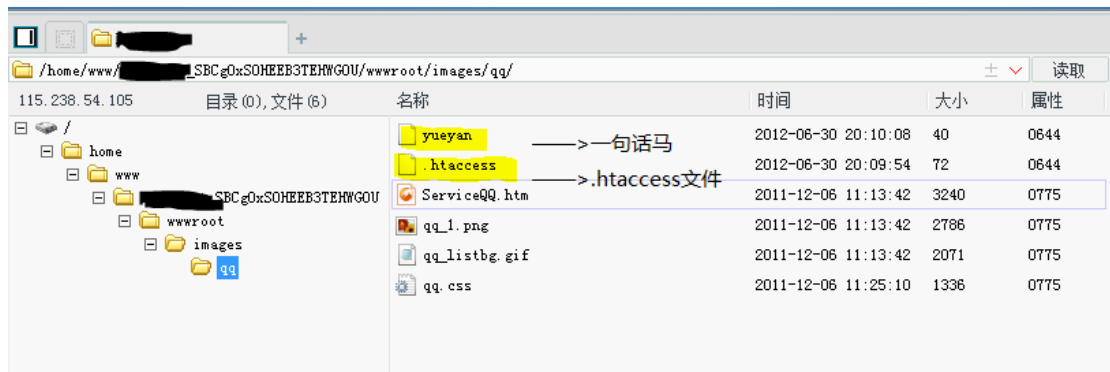 +
/home/www/ _SBCgOxSOHEEB3TEHWGOU/wwwroot/images/qq/ 读取
115.238.54.105 目录(0),文件(6) 名称 时间 大小 属性
/
home
www
SBCgOxSOHEEB3TEHWGOU
wwwroot
images
qq
yueyan ——>一句话马 2012-06-30 20:10:08 40 0644
.htaccess ——>.htaccess文件 2012-06-30 20:09:54 72 0644
ServiceQQ.htm 2011-12-06 11:13:42 3240 0775
qq_1.png 2011-12-06 11:13:42 2786 0775
qq_listbg.gif 2011-12-06 11:13:42 2071 0775
qq.css 2011-12-06 11:25:10 1336 0775